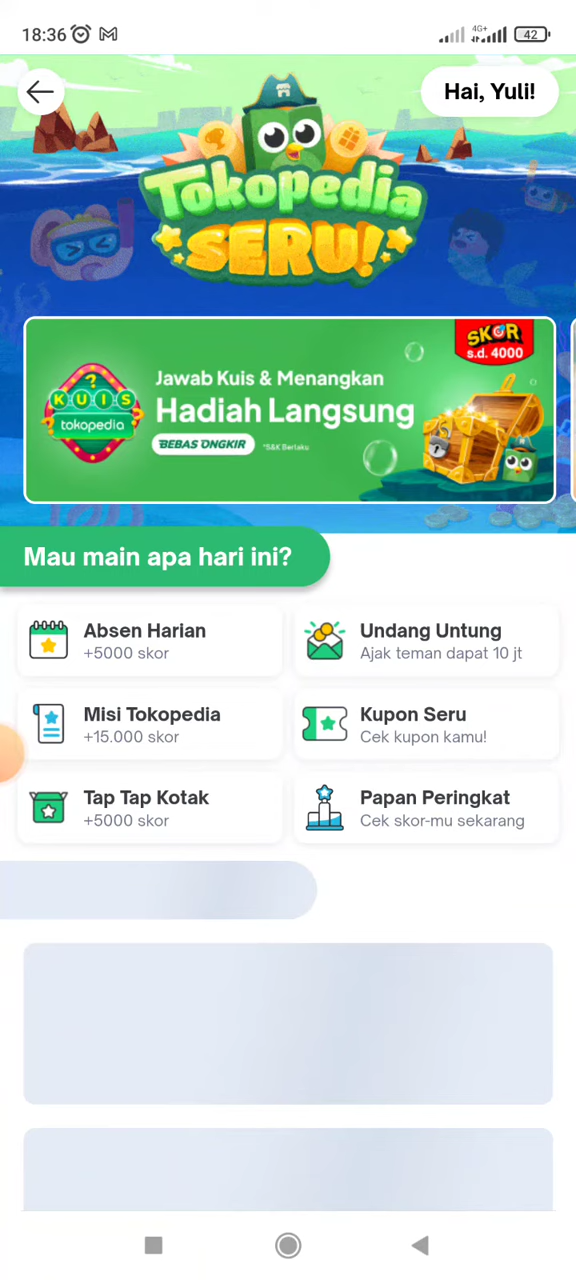 18:36
4G+
42
Hai, Yuli!
Tokopedia
SERU!
SKOR
s.d. 4000
KUIS
tokopedia
Jawab Kuis & Menangkan
Hadiah Langsung
BEBAS ONGKIR
*S&K Berlaku
Mau main apa hari ini?
Absen Harian
+5000 skor
Undang Untung
Ajak teman dapat 10 jt
Misi Tokopedia
+15.000 skor
Kupon Seru
Cek kupon kamu!
Tap Tap Kotak
+5000 skor
Papan Peringkat
Cek skor-mu sekarang